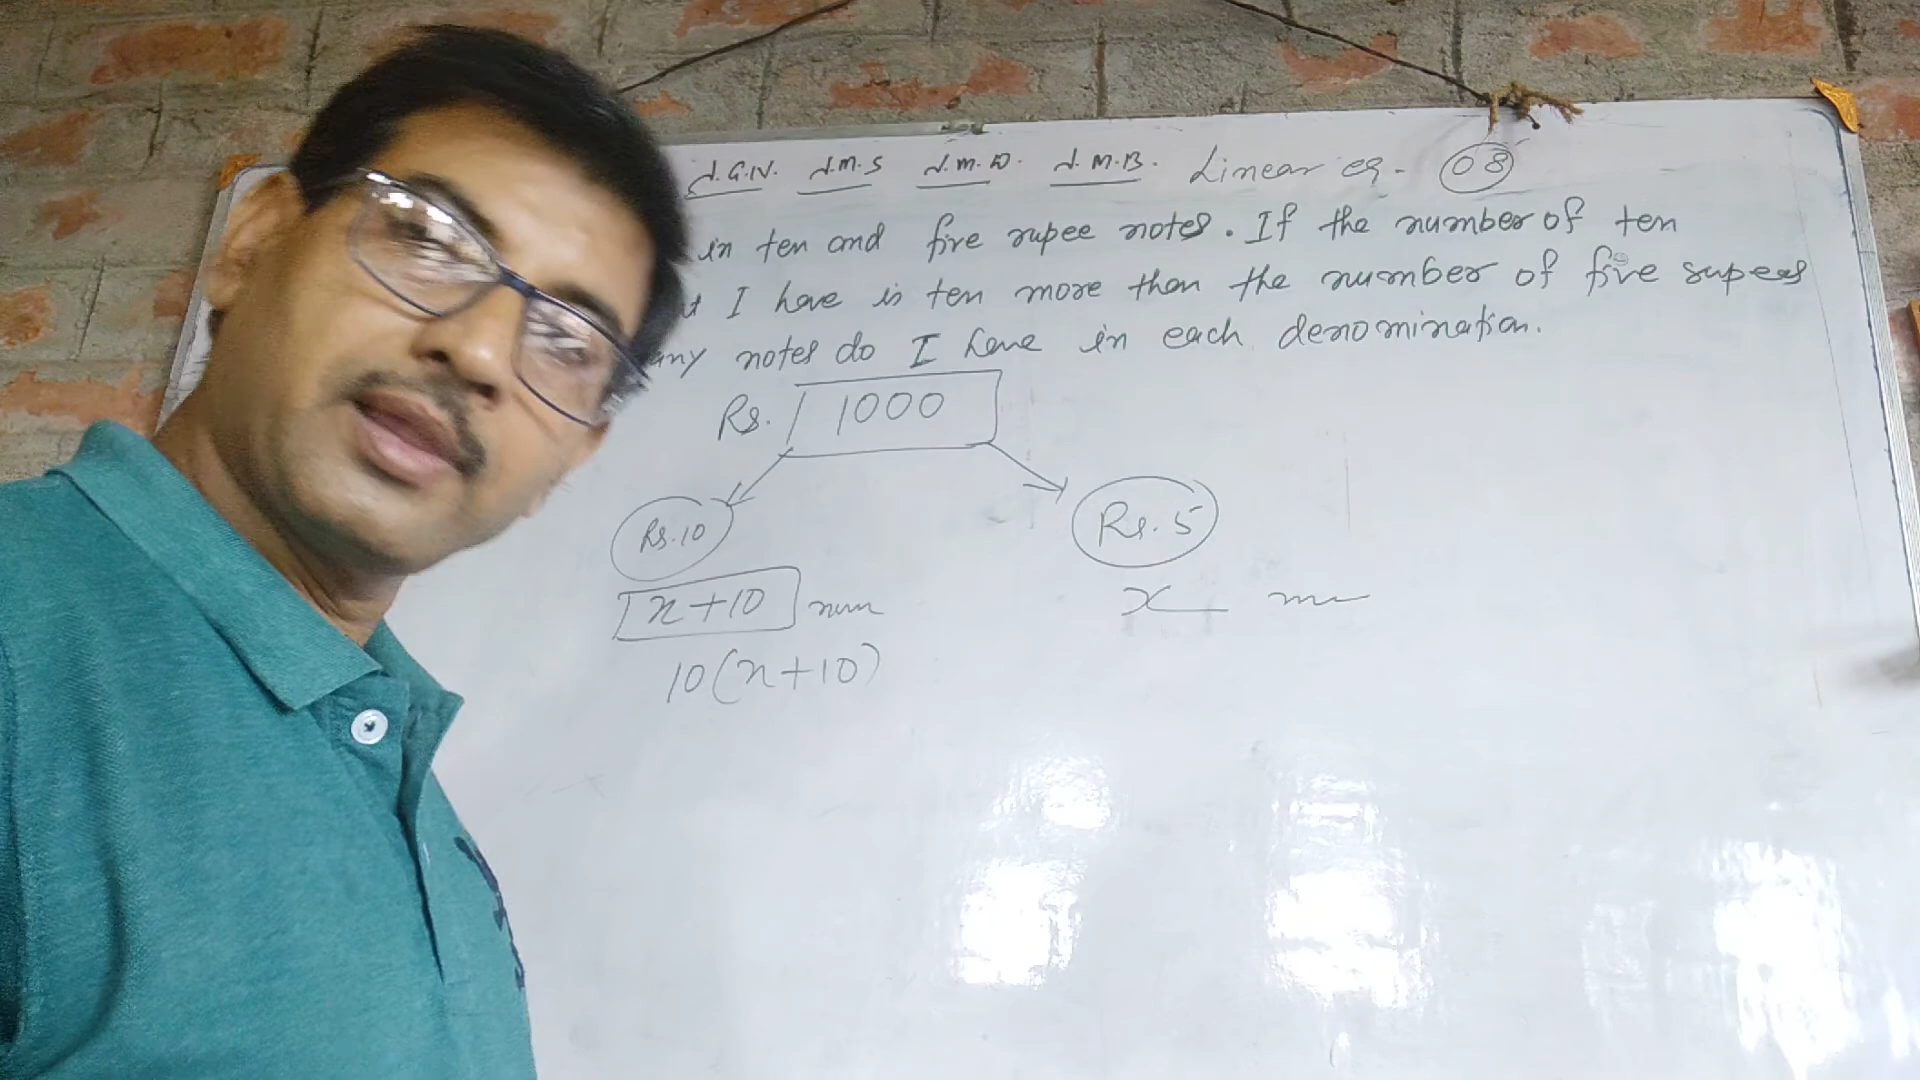 J.G.N. J.M.S J.M.D. J.M.B. Linear eq - 08
in ten and five rupee notes. If the number of ten
I have is ten more than the number of five rupees
any notes do I have in each denomination.
Rs. 1000
Rs.10 Rs. 5
x+10 num x
10(x+10)